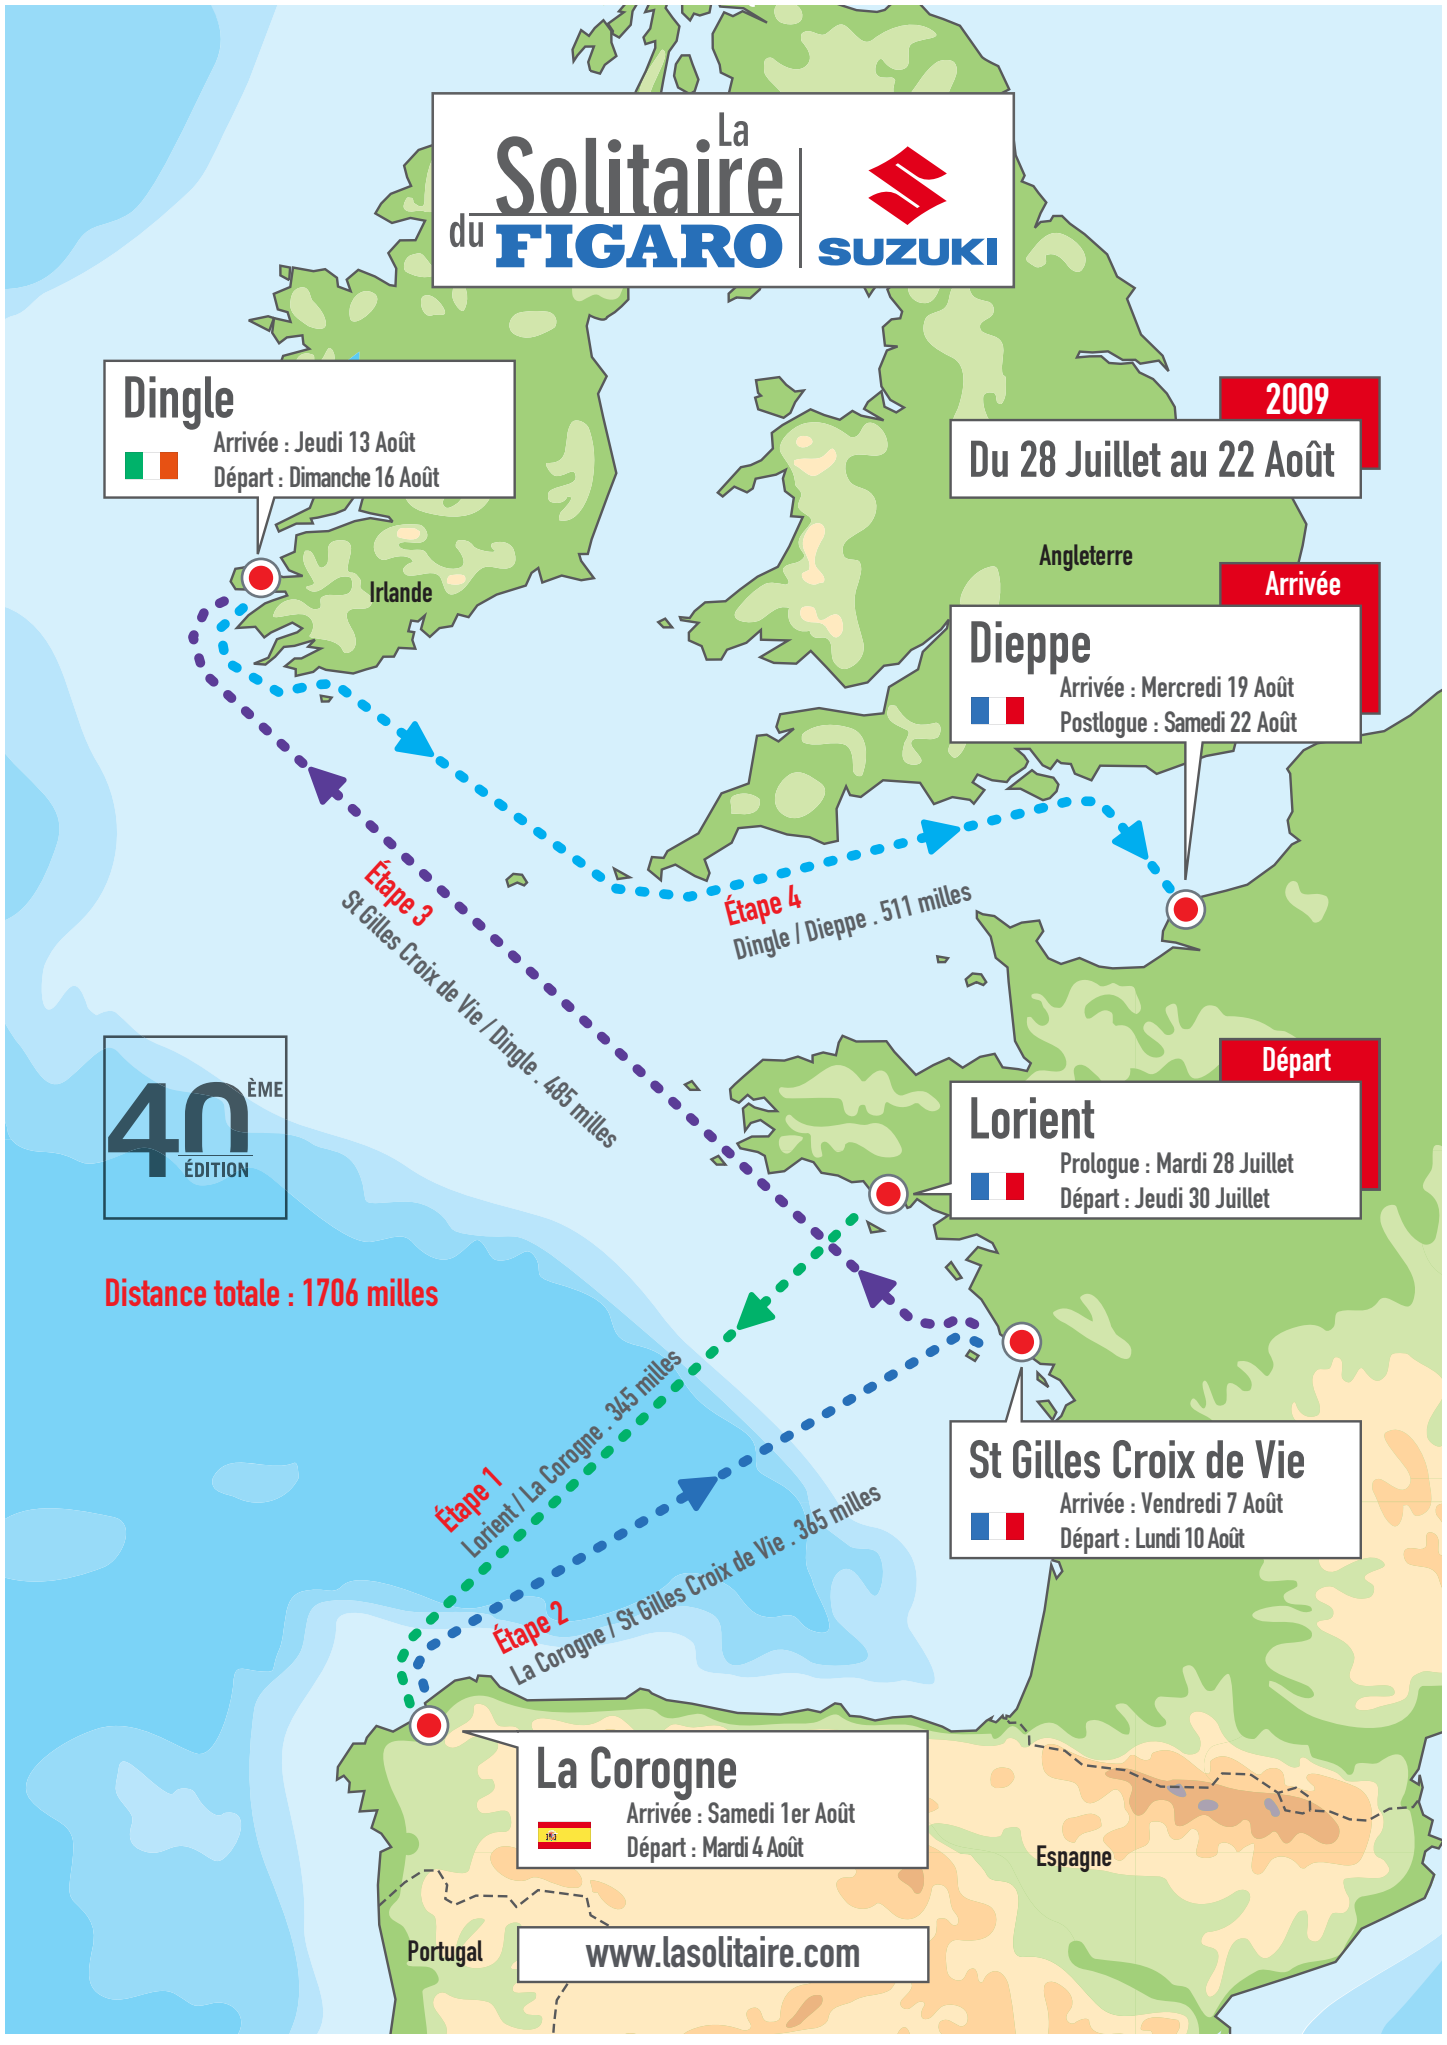 La
Solitaire
du FIGARO
SUZUKI
Dingle
Arrivée : Jeudi 13 Août
Départ : Dimanche 16 Août
2009
Du 28 Juillet au 22 Août
Angleterre
Irlande
Arrivée
Dieppe
Arrivée : Mercredi 19 Août
Postlogue : Samedi 22 Août
Étape 3
St Gilles Croix de Vie / Dingle . 485 milles
Étape 4
Dingle / Dieppe . 511 milles
40ÈME
ÉDITION
Départ
Lorient
Prologue : Mardi 28 Juillet
Départ : Jeudi 30 Juillet
Distance totale : 1706 milles
Étape 1
Lorient / La Corogne . 345 milles
St Gilles Croix de Vie
Arrivée : Vendredi 7 Août
Départ : Lundi 10 Août
Étape 2
La Corogne / St Gilles Croix de Vie . 365 milles
La Corogne
Arrivée : Samedi 1er Août
Départ : Mardi 4 Août
Espagne
Portugal
www.lasolitaire.com